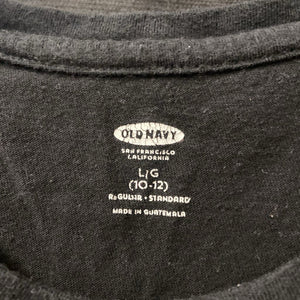 OLD NAVY
SAN FRANCISCO
CALIFORNIA
L/G
(10-12)
REGULAR • STANDARD
MADE IN GUATEMALA